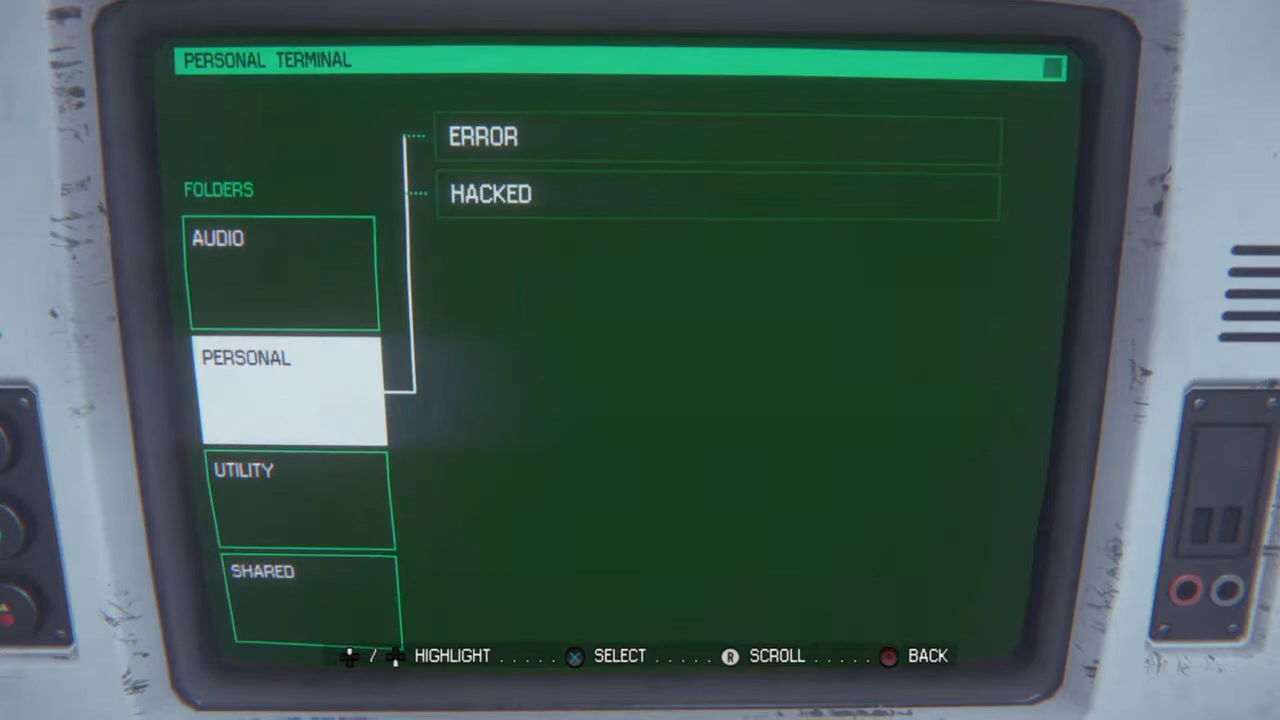 PERSONAL TERMINAL
FOLDERS
AUDIO
PERSONAL
UTILITY
SHARED
ERROR
HACKED
/ HIGHLIGHT ..... SELECT ..... R SCROLL ...... BACK